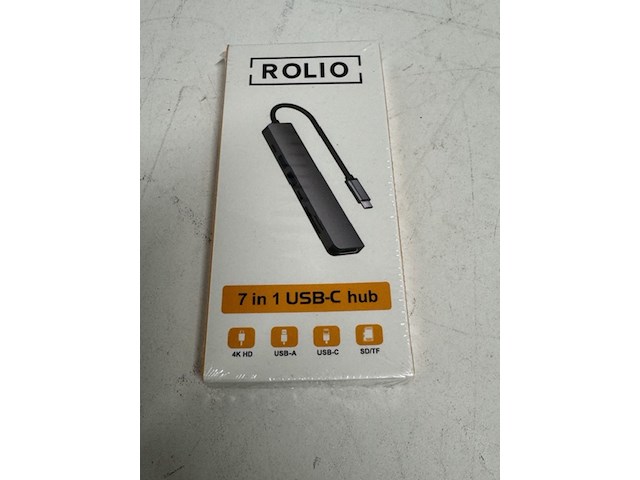 ROLIO
7 in 1 USB-C hub
4K HD USB-A USB-C SD/TF